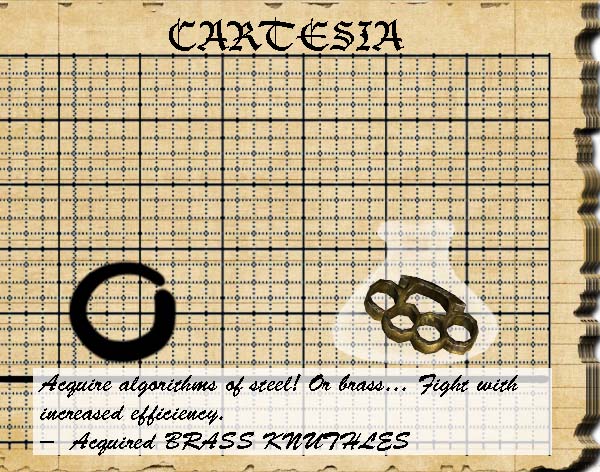 CARTESIA
Acquire algorithms of steel! Or brass... Fight with
increased efficiency.
– Acquired BRASS KNUTHLES